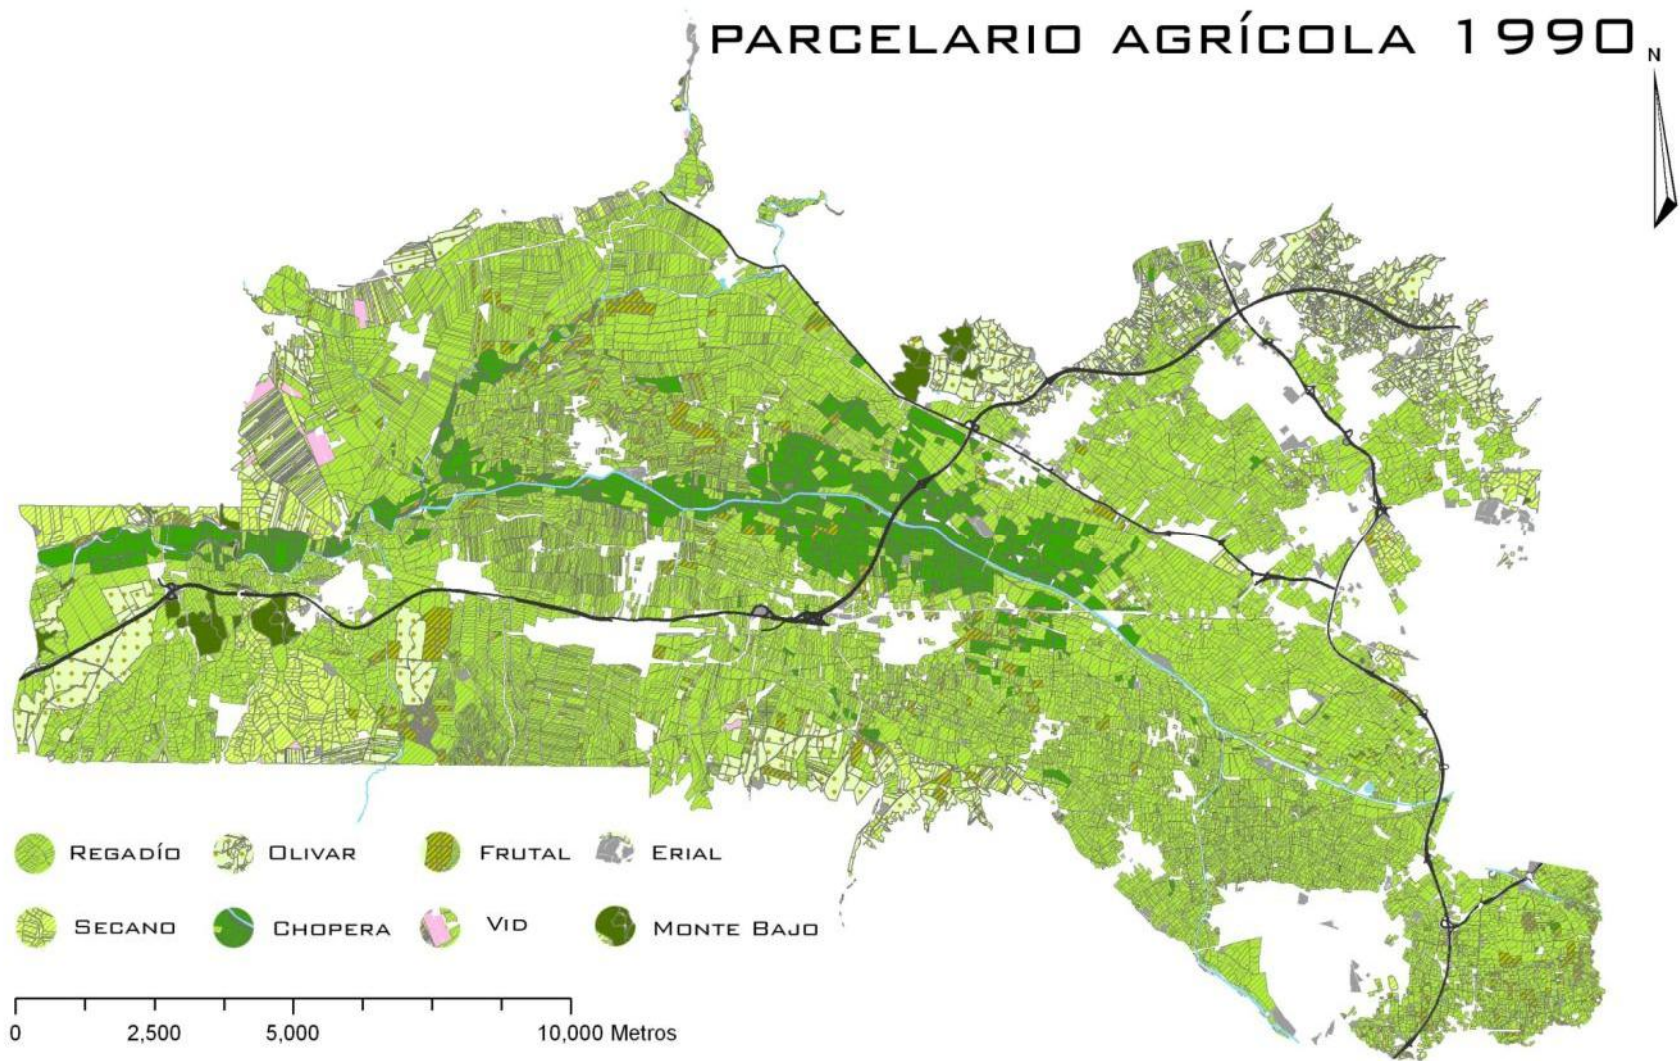 PARCELARIO AGRÍCOLA 1990
N
REGADÍO OLIVAR FRUTAL ERIAL
SECANO CHOPERA VID MONTE BAJO
0 2,500 5,000 10,000 Metros